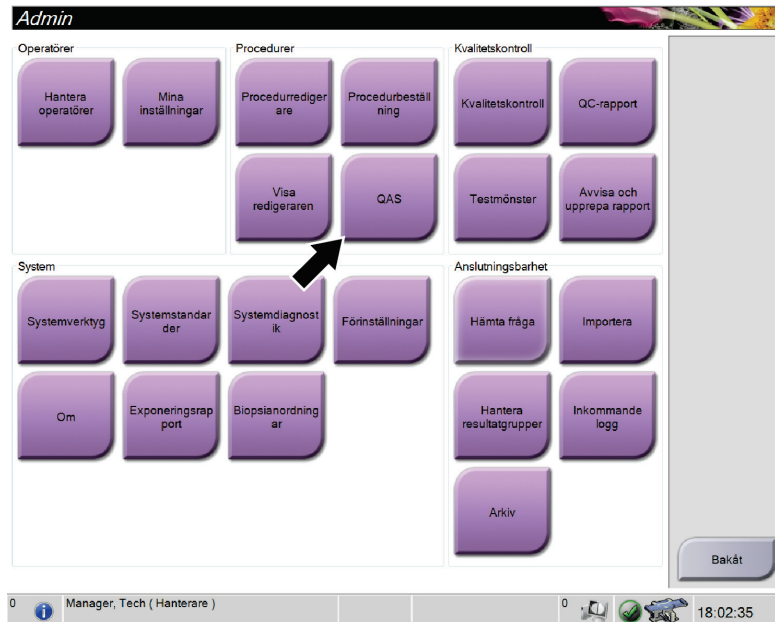 Admin
Operatörer
Hantera
operatörer
Mina
inställningar
Procedurer
Procedurrediger
are
Procedurbeställ
ning
Visa
redigeraren
QAS
Kvalitetskontroll
Kvalitetskontroll
QC-rapport
Testmönster
Avvisa och
upprepa rapport
System
Systemverktyg
Systemstandar
der
Systemdiagnost
ik
Förinställningar
Om
Exponeringsrap
port
Biopsianordning
ar
Anslutningsbarhet
Hämta fråga
Importera
Hantera
resultatgrupper
Inkommande
logg
Arkiv
Bakåt
0
Manager, Tech ( Hanterare )
0
18:02:35